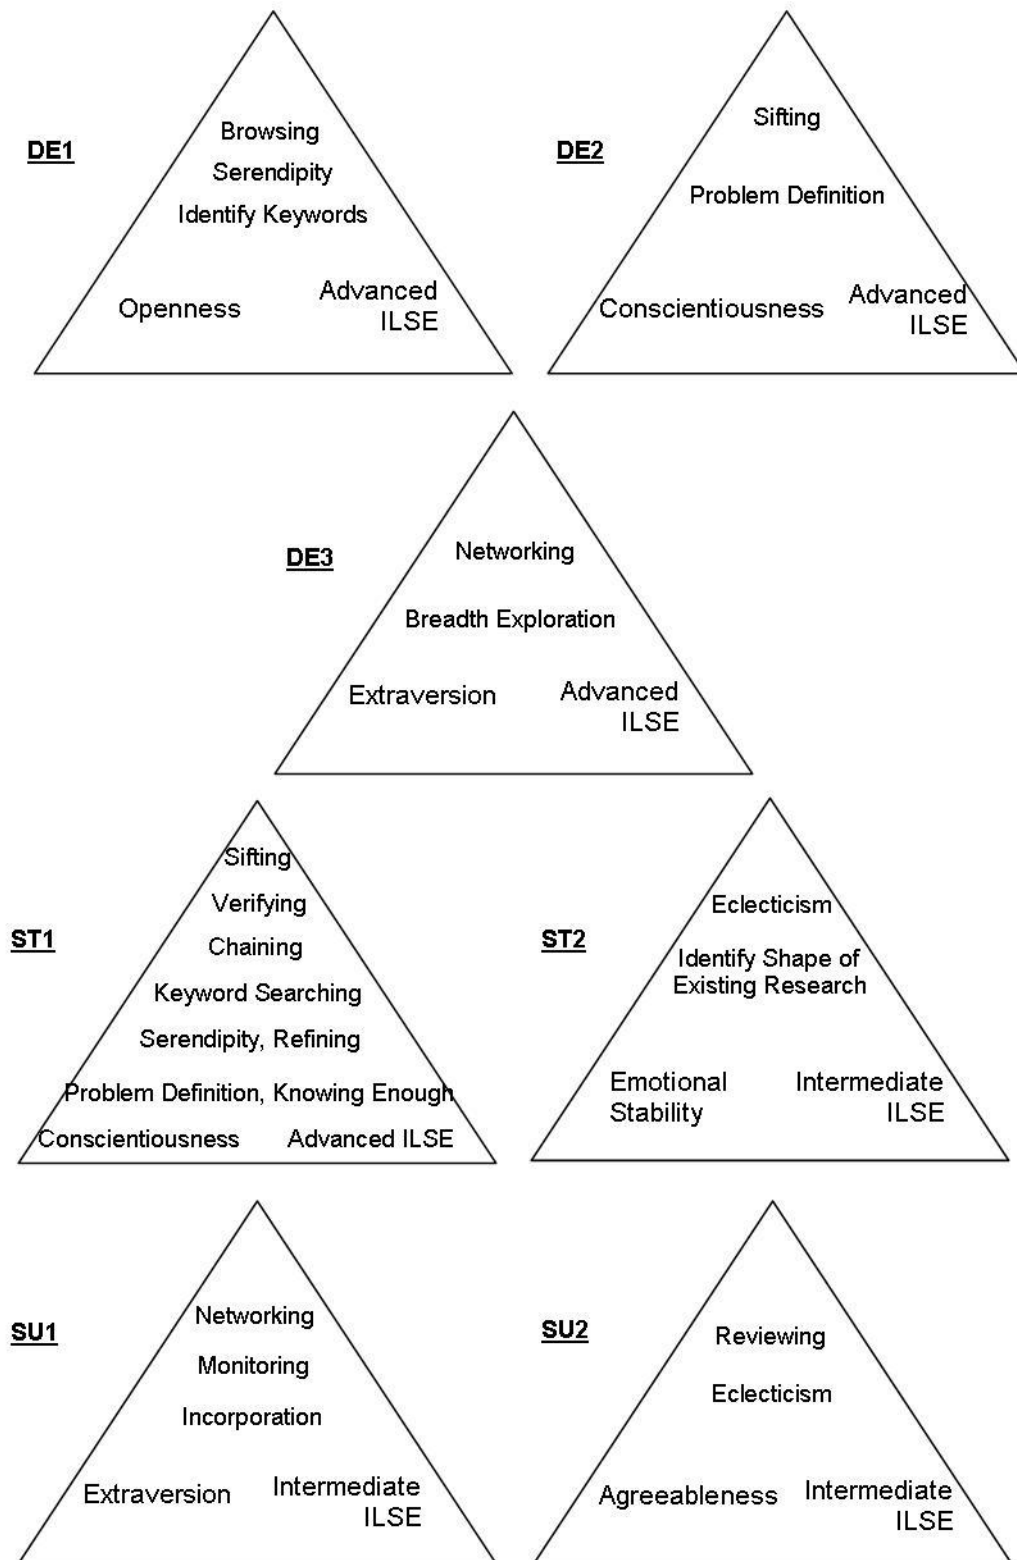 DE1
Browsing
Serendipity
Identify Keywords
Openness
Advanced
ILSE
DE2
Sifting
Problem Definition
Conscientiousness
Advanced
ILSE
DE3
Networking
Breadth Exploration
Extraversion
Advanced
ILSE
ST1
Sifting
Verifying
Chaining
Keyword Searching
Serendipity, Refining
Problem Definition, Knowing Enough
Conscientiousness
Advanced ILSE
ST2
Eclecticism
Identify Shape of
Existing Research
Emotional
Stability
Intermediate
ILSE
SU1
Networking
Monitoring
Incorporation
Extraversion
Intermediate
ILSE
SU2
Reviewing
Eclecticism
Agreeableness
Intermediate
ILSE